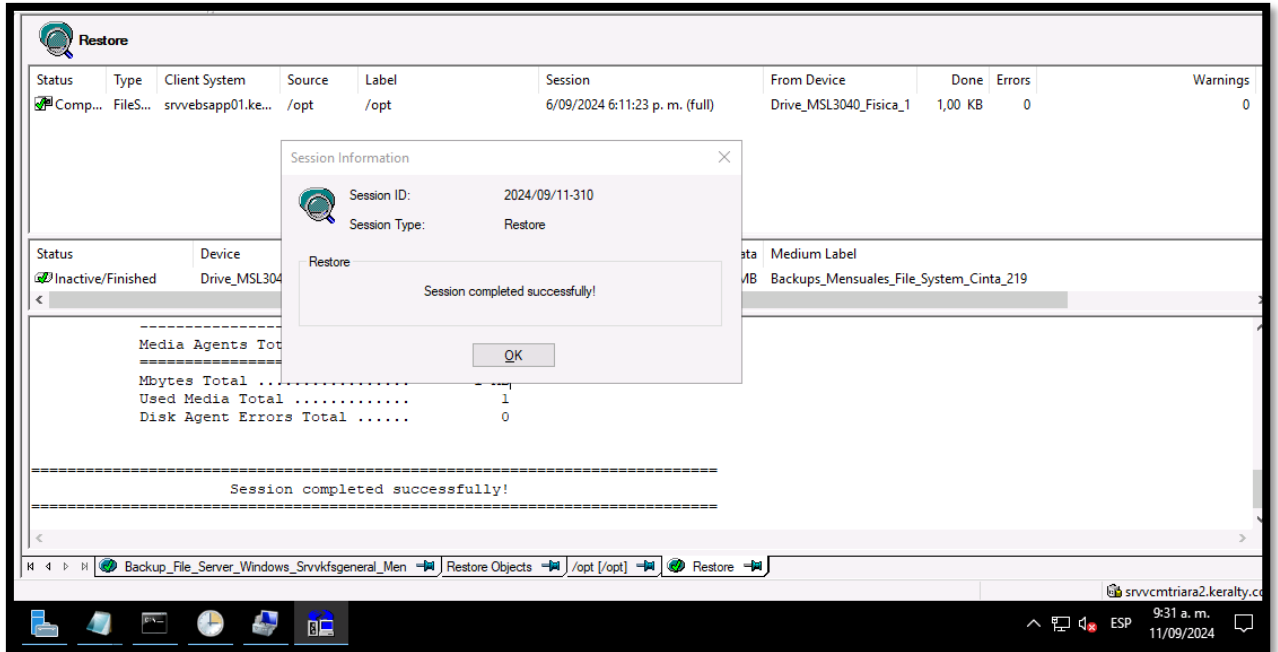 Restore
Status Type Client System Source Label Session From Device Done Errors Warnings
Comp... FileS... srvvebsapp01.ke... /opt /opt 6/09/2024 6:11:23 p. m. (full) Drive_MSL3040_Fisica_1 1,00 KB 0 0
Session Information
Session ID: 2024/09/11-310
Session Type: Restore
Restore
Session completed successfully!
OK
Status Device ata Medium Label
Inactive/Finished Drive_MSL304 MB Backups_Mensuales_File_System_Cinta_219
Media Agents Tot
Mbytes Total .................
Used Media Total ............. 1
Disk Agent Errors Total ...... 0
Session completed successfully!
Backup_File_Server_Windows_Srvvkfsgeneral_Men Restore Objects /opt [/opt] Restore
srvvcmtriara2.keralty.co
ESP 9:31 a. m.
11/09/2024